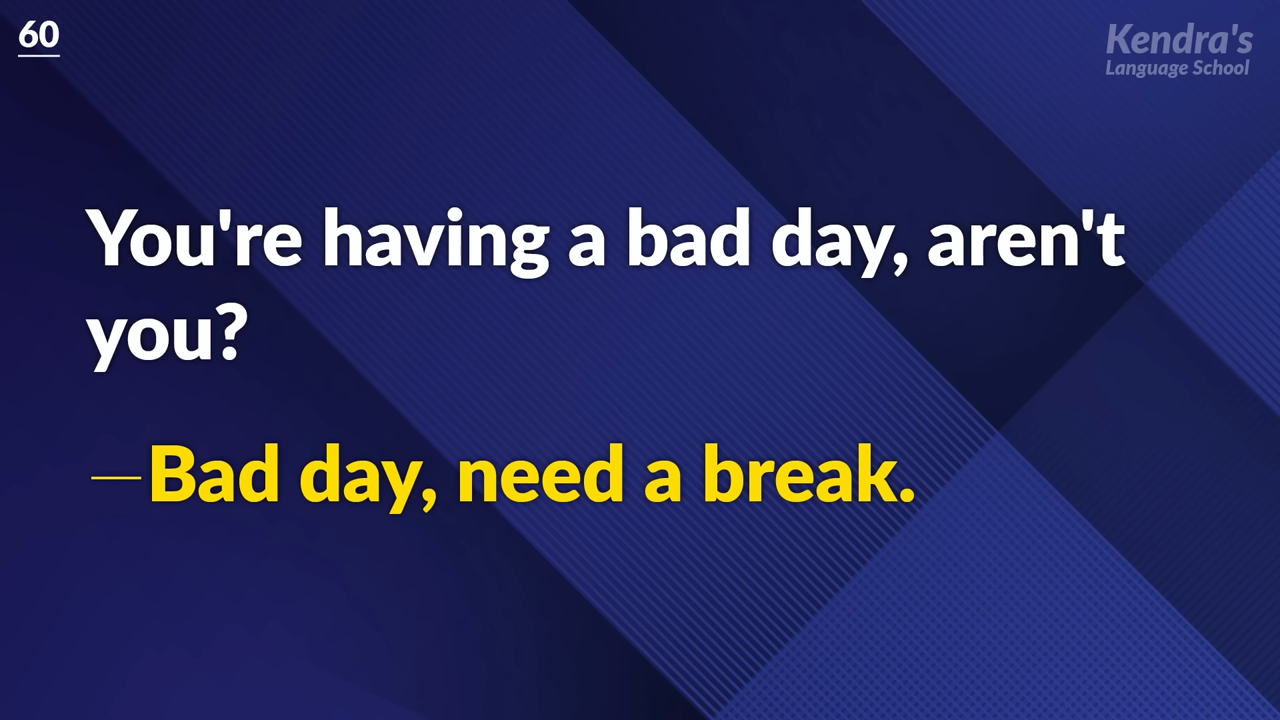 60
Kendra's
Language School
You're having a bad day, aren't
you?
—Bad day, need a break.